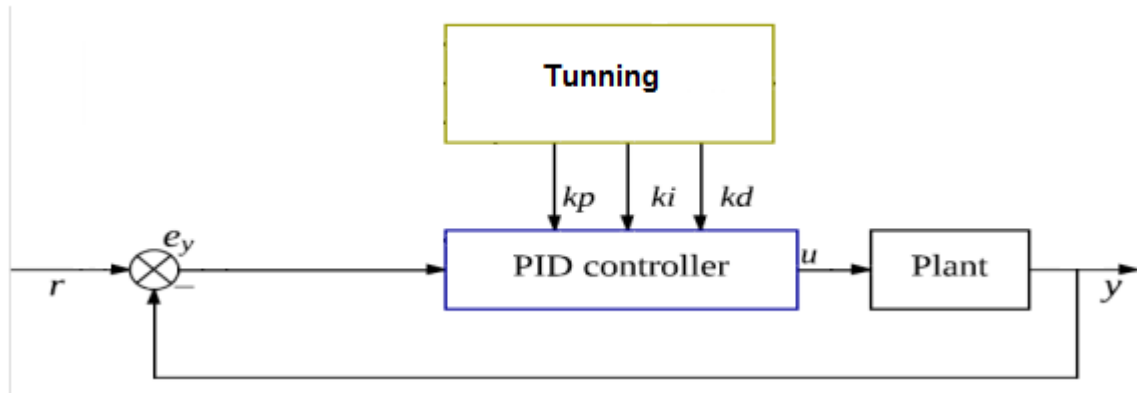 Tunning
kp ki kd
e_y
PID controller
u
Plant
r
–
y